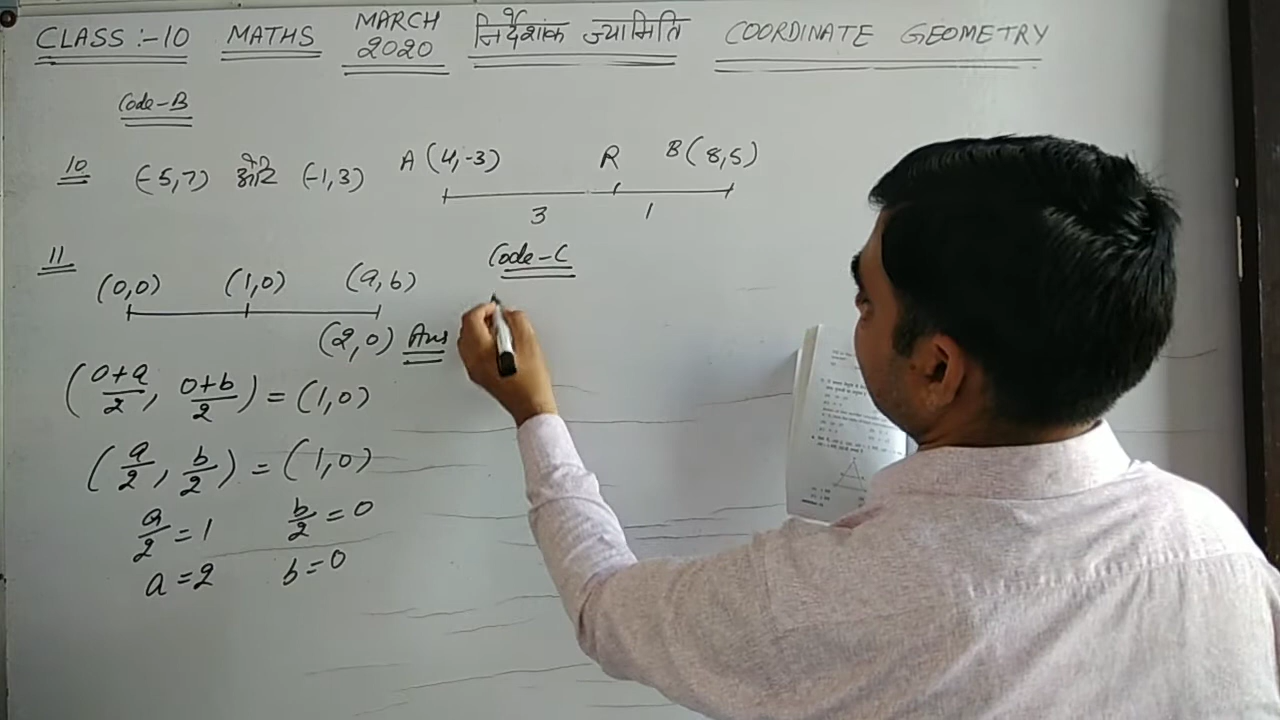 CLASS :- 10 MATHS MARCH 2020 निर्देशांक ज्यामिति COORDINATE GEOMETRY
Code-B
10 (-5,7) और (-1,3)
A (4,-3) R B(8,5)
3 1
11
(0,0) (1,0) (a,b)
(2,0) Ans
(0+a/2, 0+b/2) = (1,0)
(a/2, b/2) = (1,0)
a/2 = 1 b/2 = 0
a = 2 b = 0
Code-C